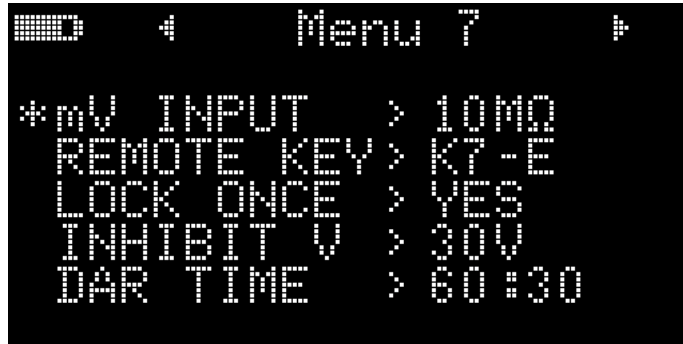 Menu 7
*mV INPUT > 10MΩ
REMOTE KEY> K7-E
LOCK ONCE > YES
INHIBIT V > 30V
DAR TIME > 60:30